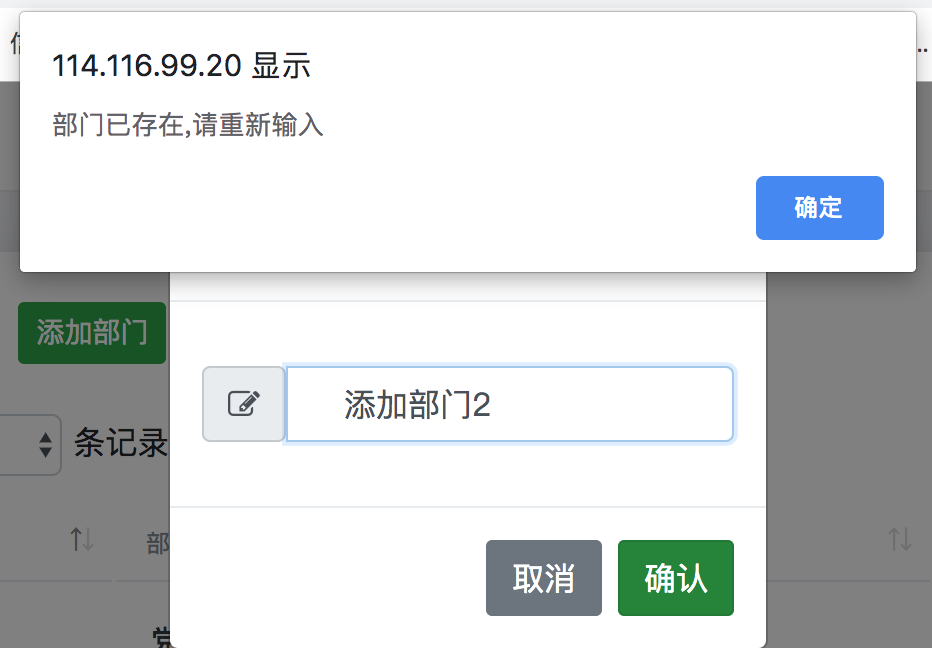 114.116.99.20 显示
部门已存在,请重新输入
确定
添加部门
添加部门2
条记录
部
取消
确认